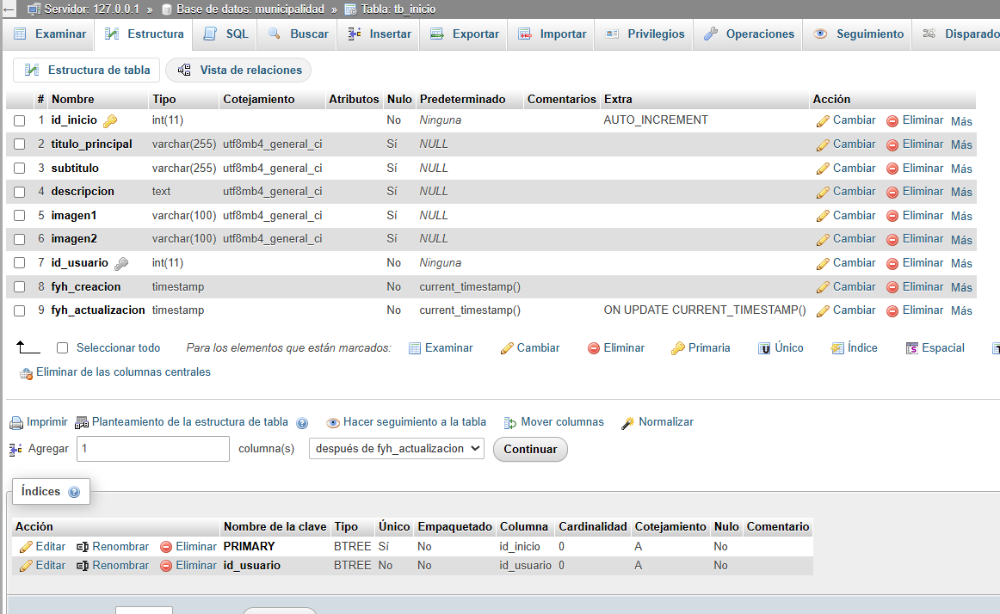 Servidor: 127.0.0.1 » Base de datos: municipalidad » Tabla: tb_inicio
Examinar Estructura SQL Buscar Insertar Exportar Importar Privilegios Operaciones Seguimiento Disparado
Estructura de tabla Vista de relaciones
# Nombre Tipo Cotejamiento Atributos Nulo Predeterminado Comentarios Extra Acción
1 id_inicio int(11) No Ninguna AUTO_INCREMENT Cambiar Eliminar Más
2 titulo_principal varchar(255) utf8mb4_general_ci Sí NULL Cambiar Eliminar Más
3 subtitulo varchar(255) utf8mb4_general_ci Sí NULL Cambiar Eliminar Más
4 descripcion text utf8mb4_general_ci Sí NULL Cambiar Eliminar Más
5 imagen1 varchar(100) utf8mb4_general_ci Sí NULL Cambiar Eliminar Más
6 imagen2 varchar(100) utf8mb4_general_ci Sí NULL Cambiar Eliminar Más
7 id_usuario int(11) No Ninguna Cambiar Eliminar Más
8 fyh_creacion timestamp No current_timestamp() Cambiar Eliminar Más
9 fyh_actualizacion timestamp No current_timestamp() ON UPDATE CURRENT_TIMESTAMP() Cambiar Eliminar Más
Seleccionar todo Para los elementos que están marcados: Examinar Cambiar Eliminar Primaria Único Índice Espacial
Eliminar de las columnas centrales
Imprimir Planteamiento de la estructura de tabla Hacer seguimiento a la tabla Mover columnas Normalizar
Agregar 1 columna(s) después de fyh_actualizacion Continuar
Índices
Acción Nombre de la clave Tipo Único Empaquetado Columna Cardinalidad Cotejamiento Nulo Comentario
Editar Renombrar Eliminar PRIMARY BTREE Sí No id_inicio 0 A No
Editar Renombrar Eliminar id_usuario BTREE No No id_usuario 0 A No